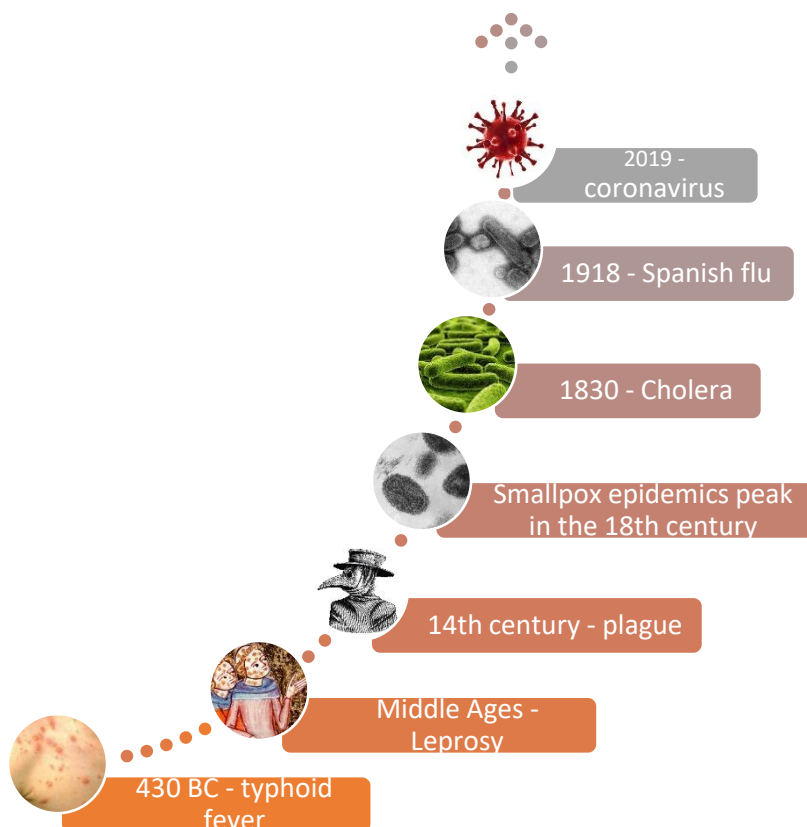 2019 -
coronavirus
1918 - Spanish flu
1830 - Cholera
Smallpox epidemics peak
in the 18th century
14th century - plague
Middle Ages -
Leprosy
430 BC - typhoid
fever